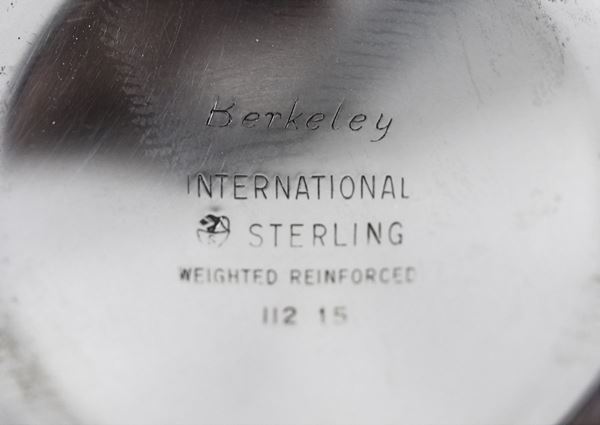 Berkeley
INTERNATIONAL
STERLING
WEIGHTED REINFORCED
112 15